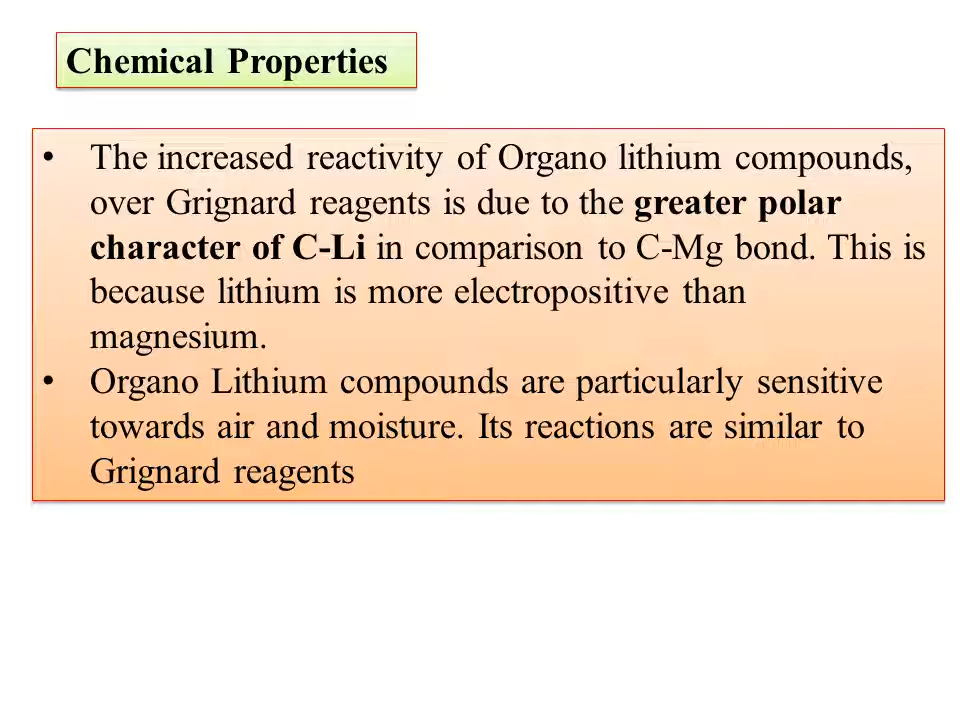 Chemical Properties
• The increased reactivity of Organo lithium compounds,
over Grignard reagents is due to the greater polar
character of C-Li in comparison to C-Mg bond. This is
because lithium is more electropositive than
magnesium.
• Organo Lithium compounds are particularly sensitive
towards air and moisture. Its reactions are similar to
Grignard reagents